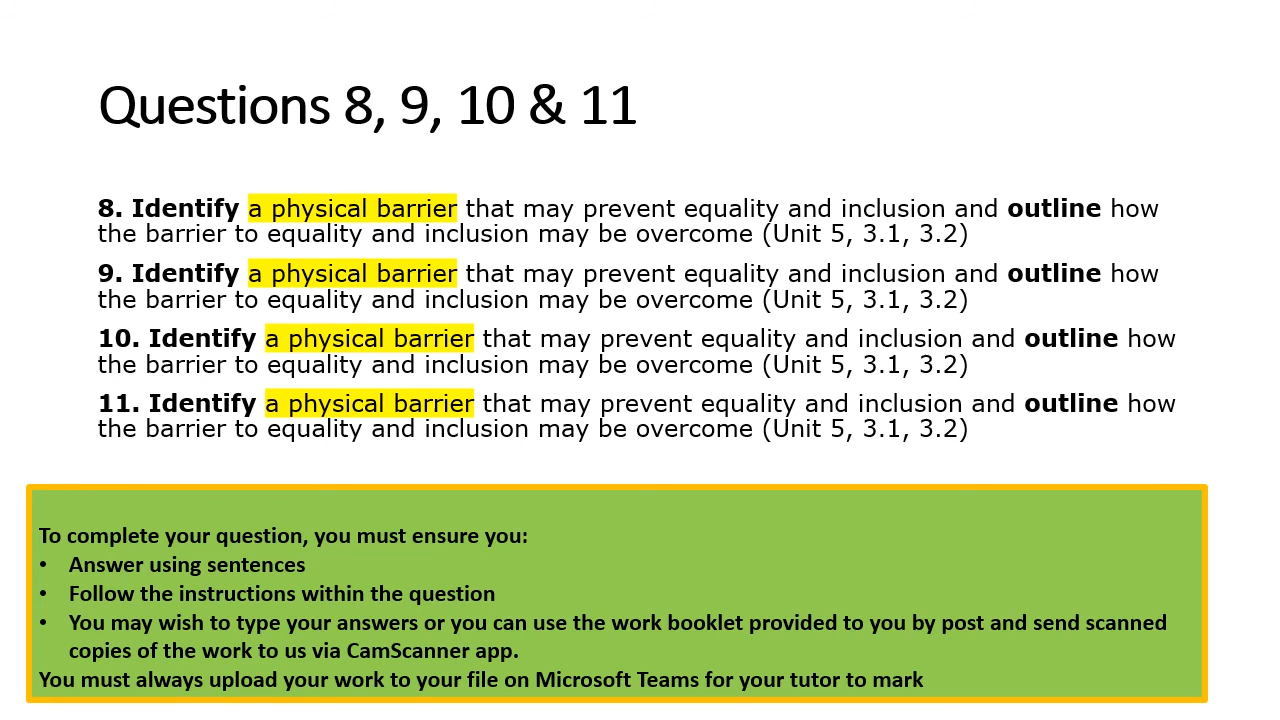 Questions 8, 9, 10 & 11
8. Identify a physical barrier that may prevent equality and inclusion and outline how
the barrier to equality and inclusion may be overcome (Unit 5, 3.1, 3.2)
9. Identify a physical barrier that may prevent equality and inclusion and outline how
the barrier to equality and inclusion may be overcome (Unit 5, 3.1, 3.2)
10. Identify a physical barrier that may prevent equality and inclusion and outline how
the barrier to equality and inclusion may be overcome (Unit 5, 3.1, 3.2)
11. Identify a physical barrier that may prevent equality and inclusion and outline how
the barrier to equality and inclusion may be overcome (Unit 5, 3.1, 3.2)
To complete your question, you must ensure you:
• Answer using sentences
• Follow the instructions within the question
• You may wish to type your answers or you can use the work booklet provided to you by post and send scanned
copies of the work to us via CamScanner app.
You must always upload your work to your file on Microsoft Teams for your tutor to mark